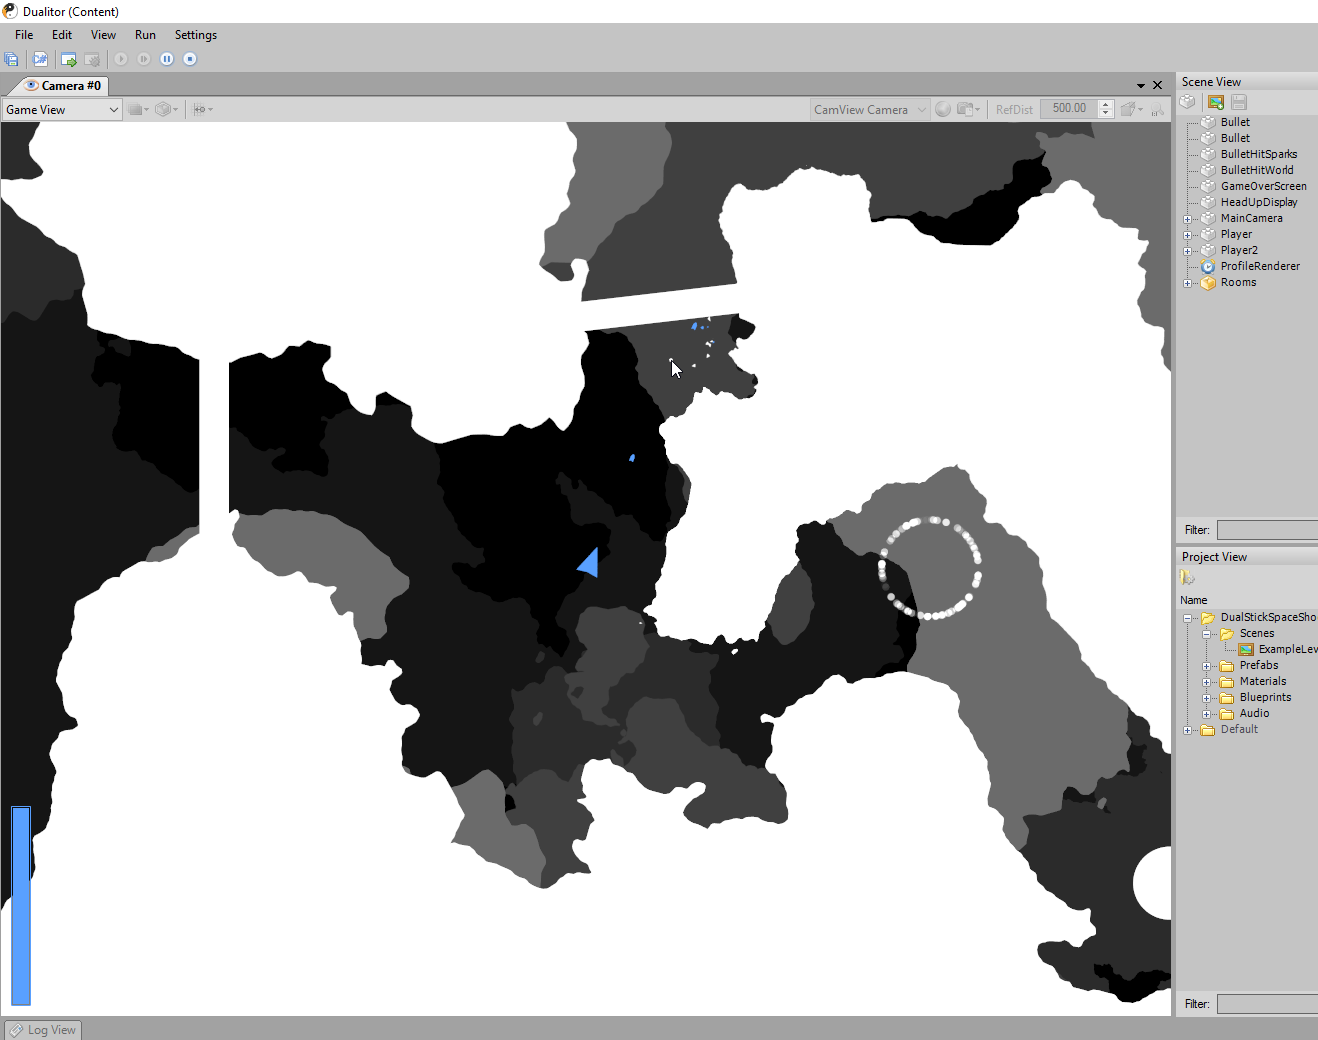 Dualitor (Content)
File Edit View Run Settings
C#
Camera #0
Game View
CamView Camera
RefDist
500.00
Scene View
Bullet
Bullet
BulletHitSparks
BulletHitWorld
GameOverScreen
HeadUpDisplay
MainCamera
Player
Player2
ProfileRenderer
Rooms
Filter:
Project View
Name
DualStickSpaceSho
Scenes
ExampleLev
Prefabs
Materials
Blueprints
Audio
Default
Filter:
Log View